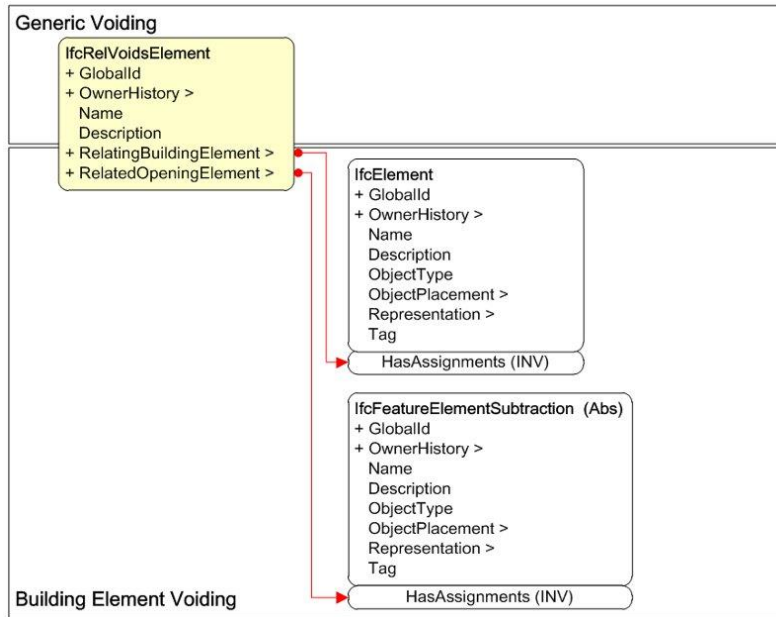 Generic Voiding
IfcRelVoidsElement
+ GlobalId
+ OwnerHistory >
Name
Description
+ RelatingBuildingElement >
+ RelatedOpeningElement >
IfcElement
+ GlobalId
+ OwnerHistory >
Name
Description
ObjectType
ObjectPlacement >
Representation >
Tag
HasAssignments (INV)
IfcFeatureElementSubtraction (Abs)
+ GlobalId
+ OwnerHistory >
Name
Description
ObjectType
ObjectPlacement >
Representation >
Tag
HasAssignments (INV)
Building Element Voiding